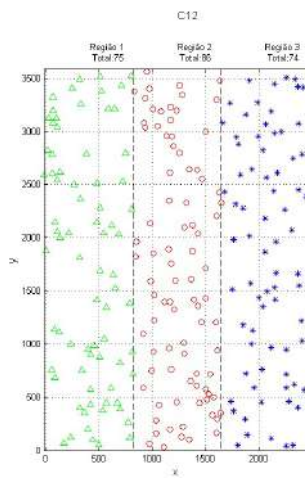 C12
Região 1 Região 2 Região 3
Total:75 Total:86 Total:74
3500
3000
2500
2000
1500
1000
500
0
y
0 500 1000 1500 2000
x